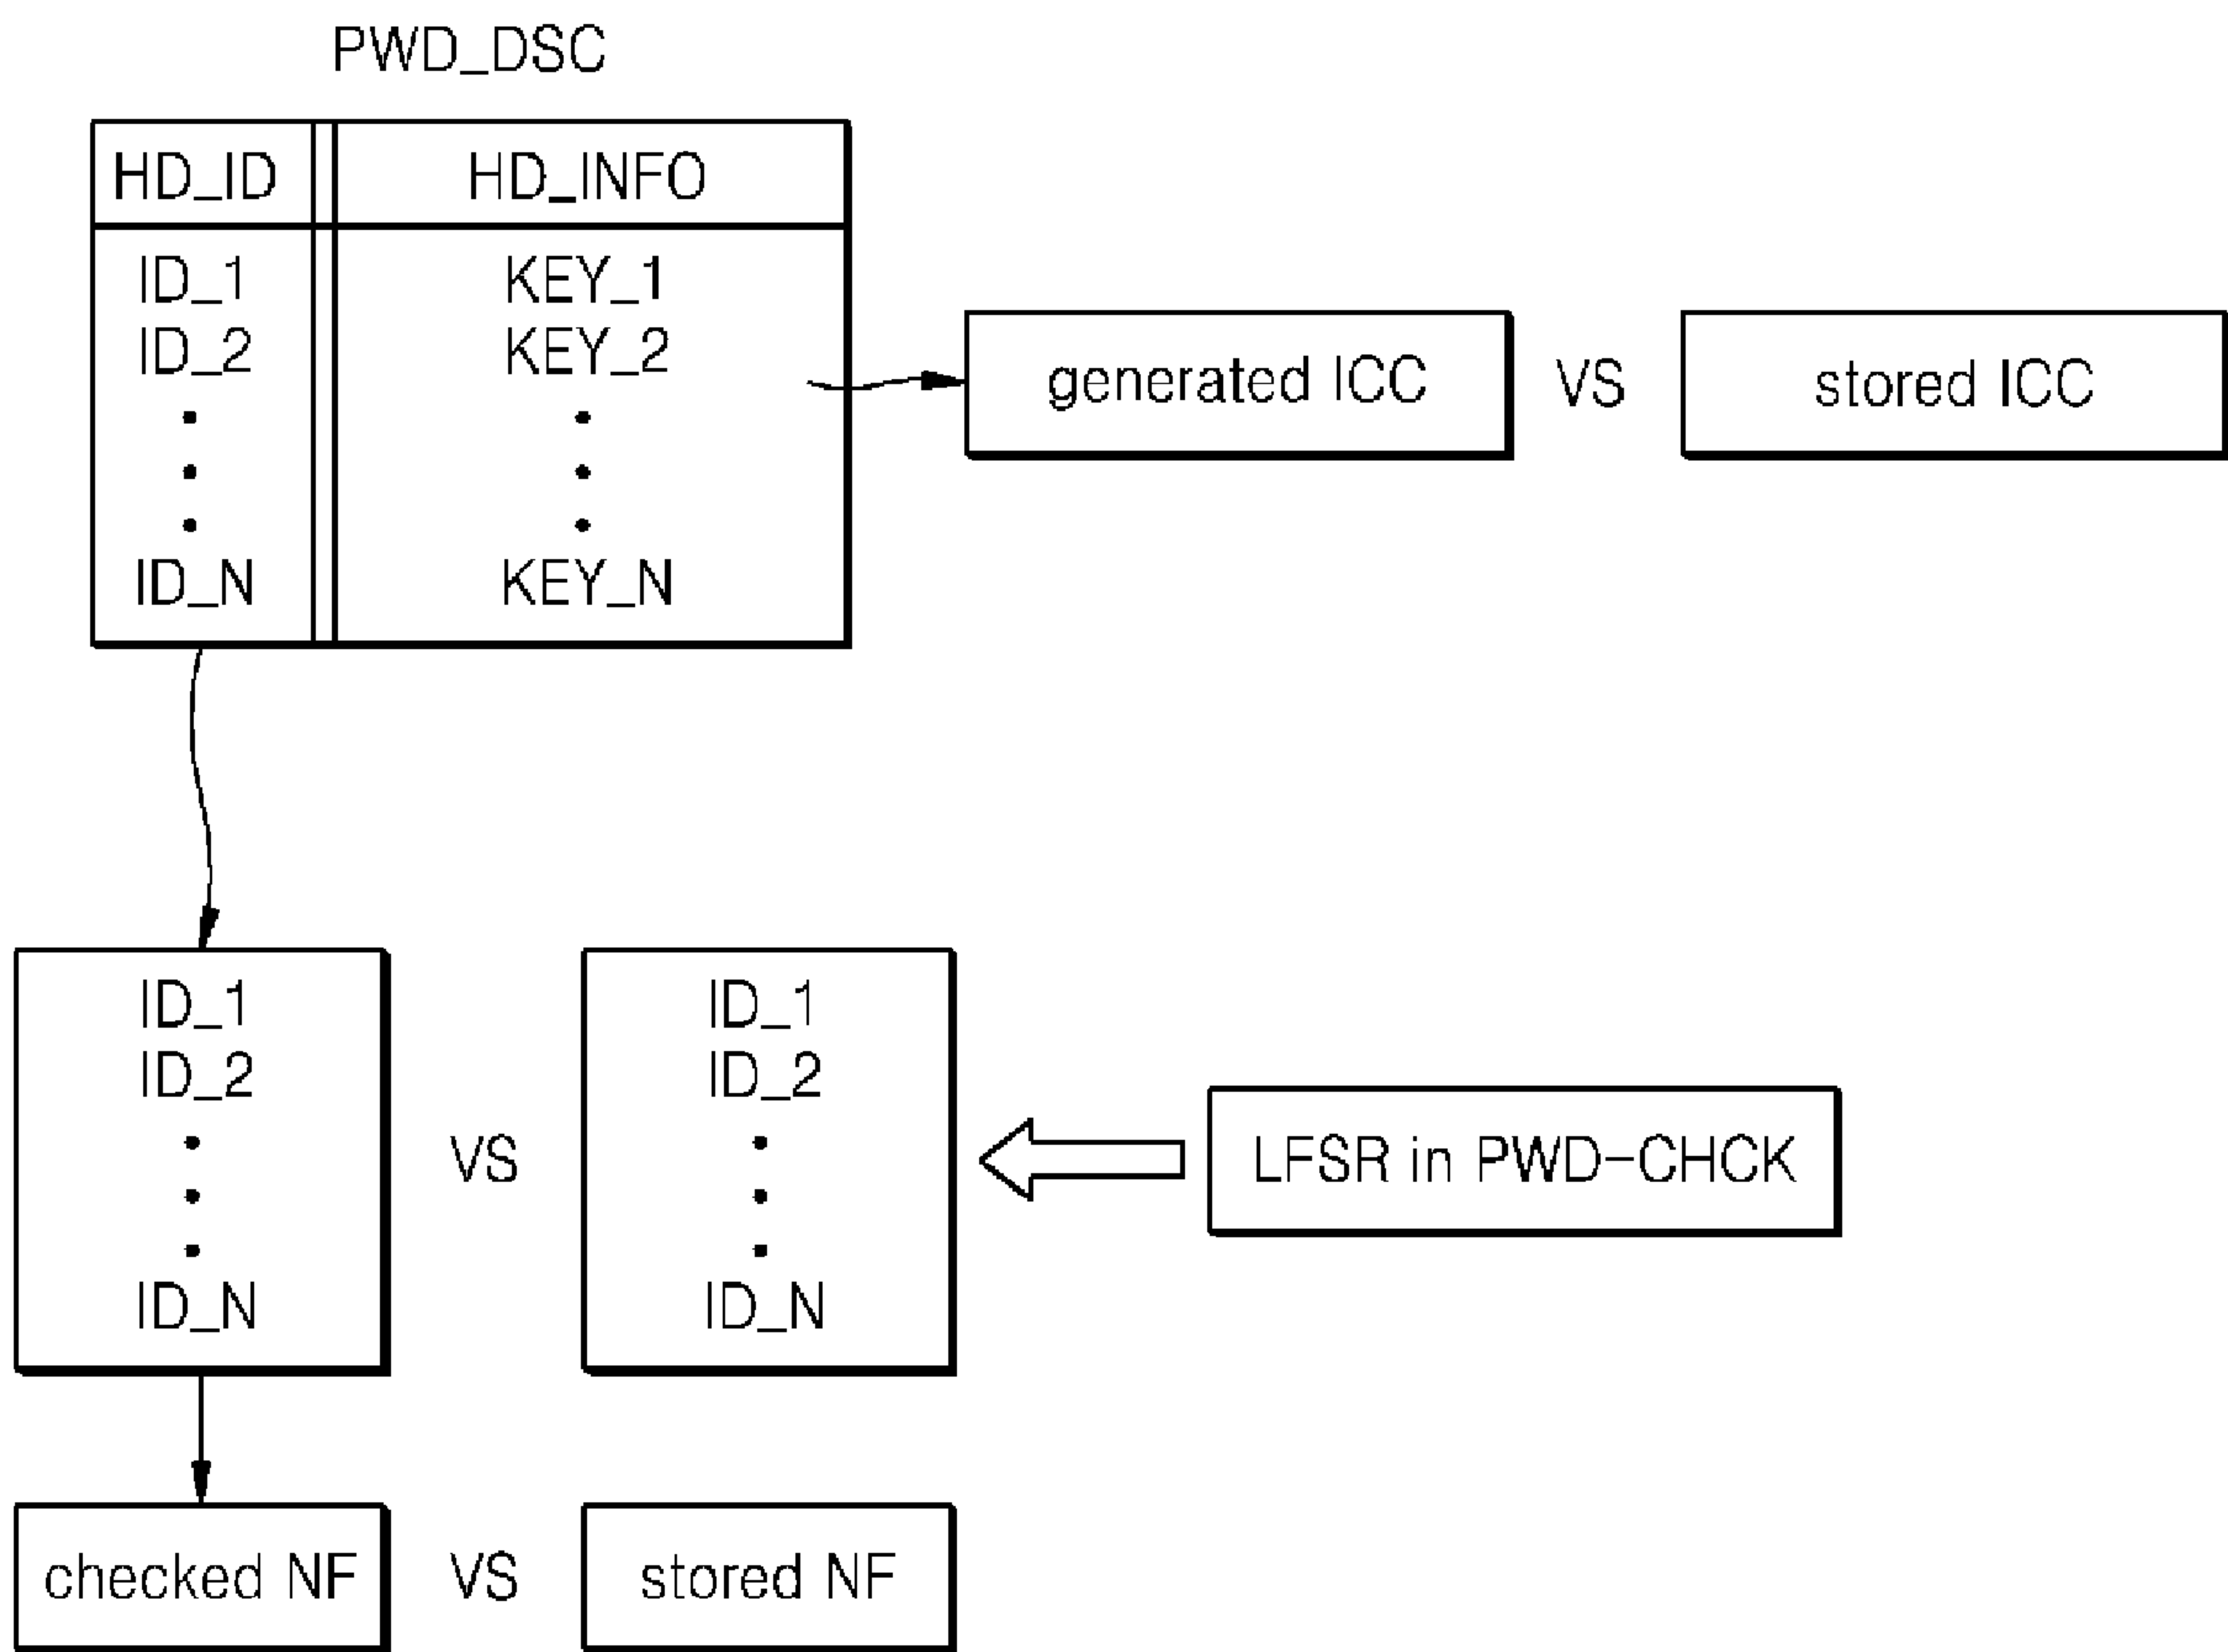 PWD_DSC
HD_ID HD_INFO
ID_1 KEY_1
ID_2 KEY_2
generated ICC VS stored ICC
ID_N KEY_N
ID_1 ID_1
ID_2 ID_2
VS
LFSR in PWD-CHCK
ID_N ID_N
checked NF VS stored NF